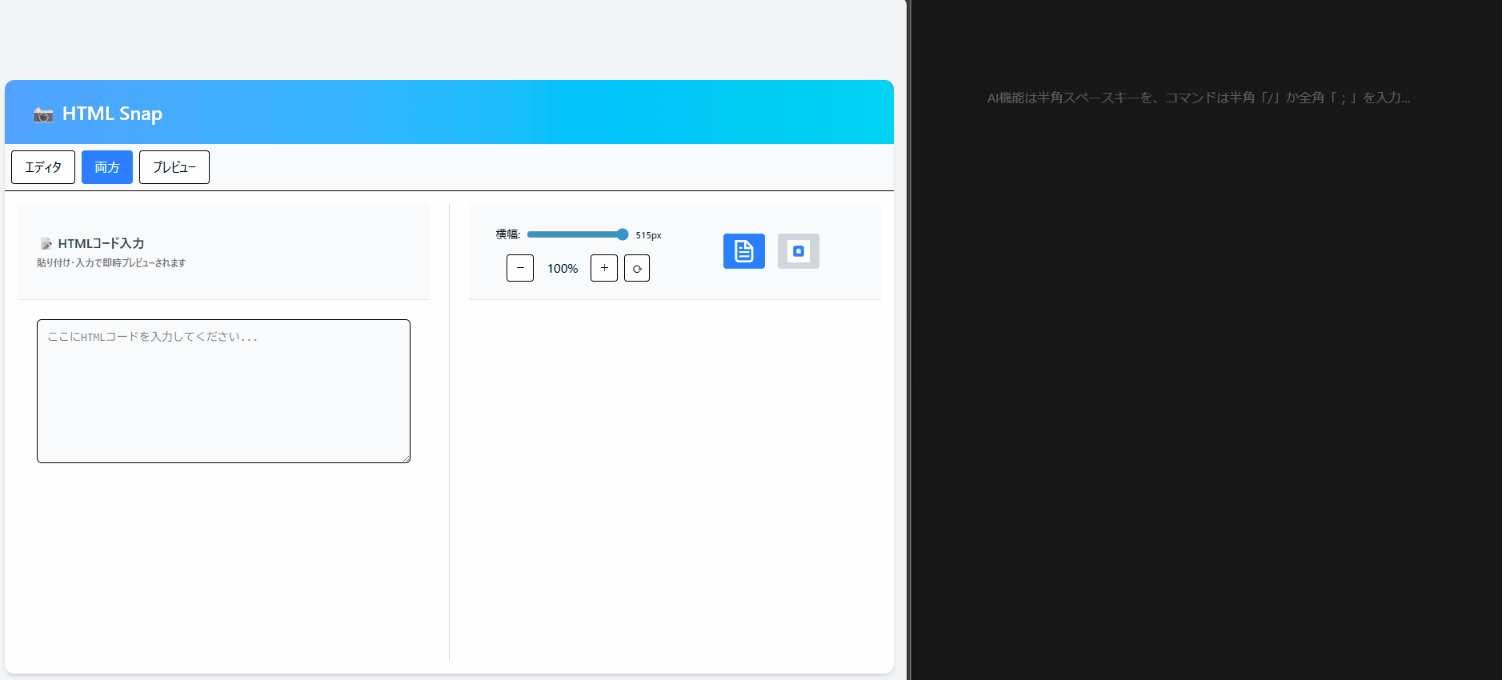 HTML Snap
エディタ 両方 プレビュー
HTMLコード入力
貼り付け・入力で即時プレビューされます
ここにHTMLコードを入力してください...
横幅: 515px
− 100% + ⟳
AI機能は半角スペースキーを、コマンドは半角「/」か全角「；」を入力...